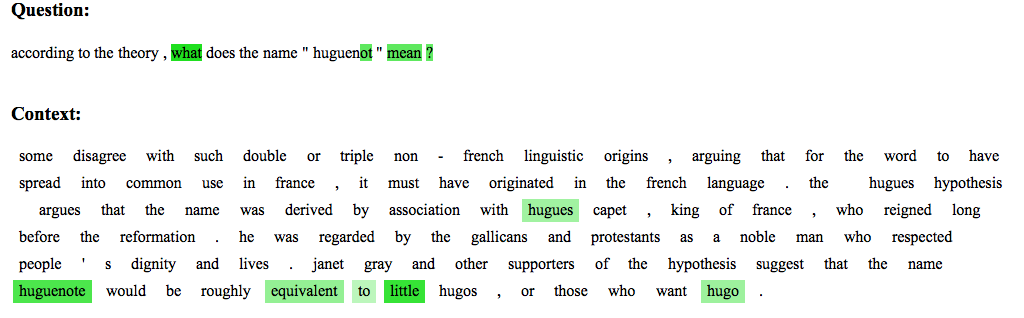 Question:
according to the theory , what does the name " huguenot " mean ?
Context:
some disagree with such double or triple non - french linguistic origins , arguing that for the word to have
spread into common use in france , it must have originated in the french language . the hugues hypothesis
argues that the name was derived by association with hugues capet , king of france , who reigned long
before the reformation . he was regarded by the gallicans and protestants as a noble man who respected
people ' s dignity and lives . janet gray and other supporters of the hypothesis suggest that the name
huguenote would be roughly equivalent to little hugos , or those who want hugo .